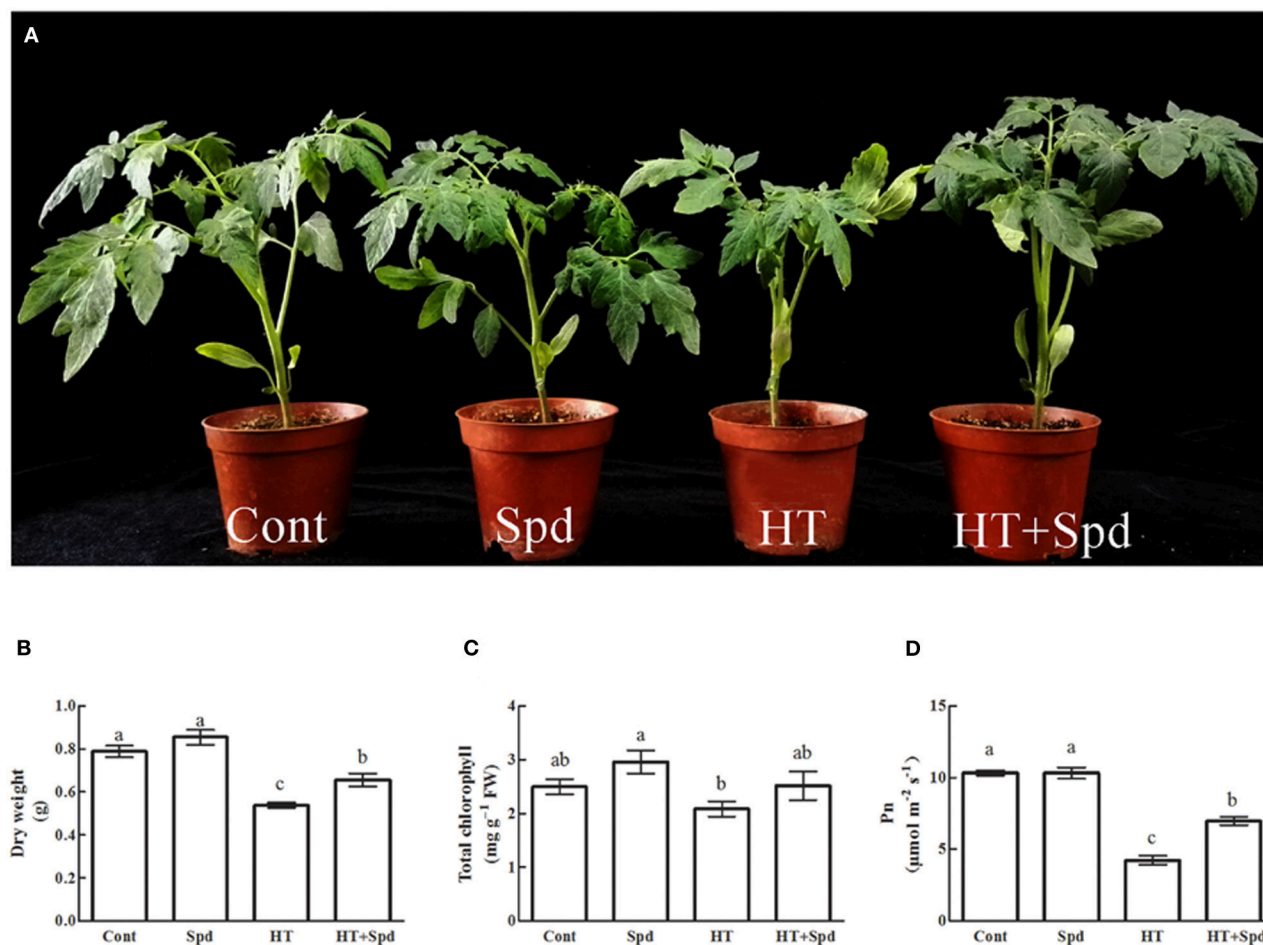 A
Cont Spd HT HT+Spd
B
C
D
1.0
0.8
0.6
0.4
0.2
0.0
Dry weight
(g)
a
a
c
b
Cont Spd HT HT+Spd
4
3
2
1
0
Total chlorophyll
(mg g⁻¹ FW)
ab
a
b
ab
Cont Spd HT HT+Spd
15
10
5
0
Pn
(μmol m⁻² s⁻¹)
a
a
c
b
Cont Spd HT HT+Spd